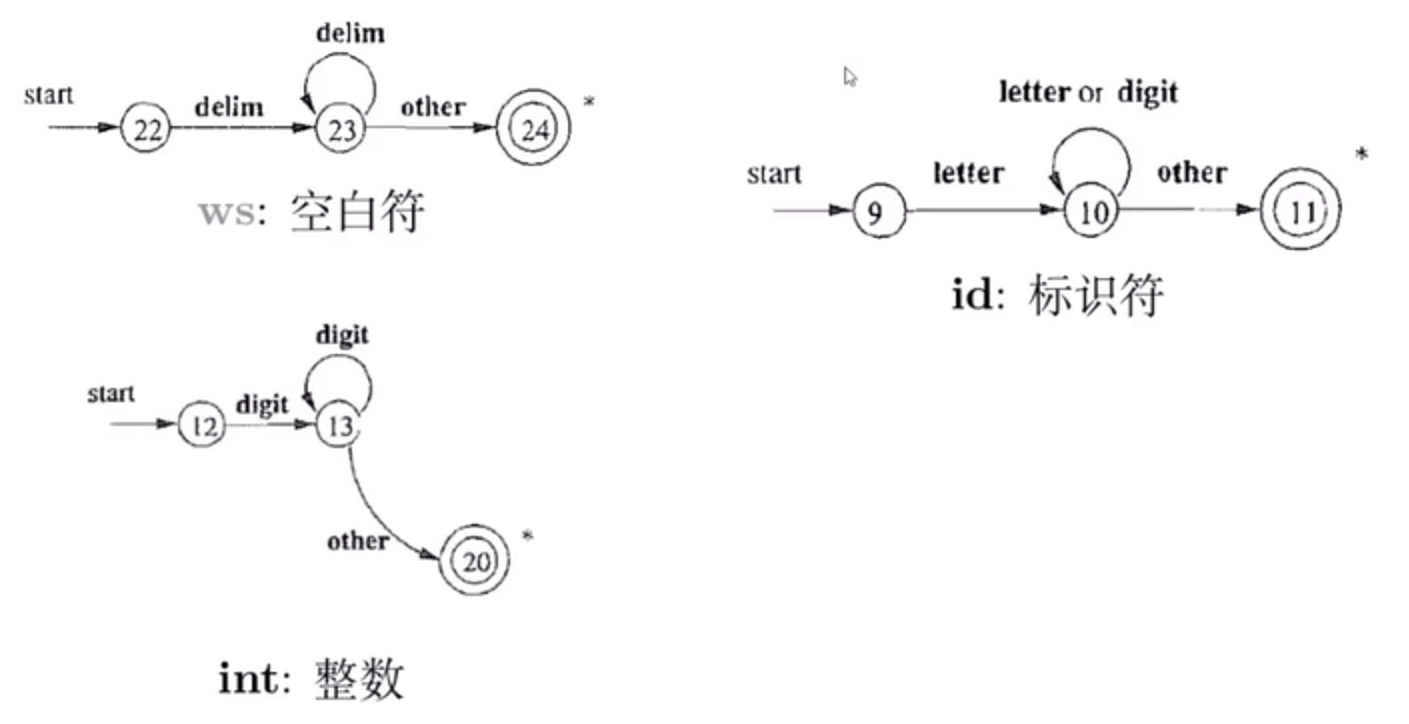 delim
start
delim
other
22
23
24
*
ws: 空白符
letter or digit
start
letter
other
9
10
11
*
id: 标识符
digit
start
digit
12
13
other
20
*
int: 整数